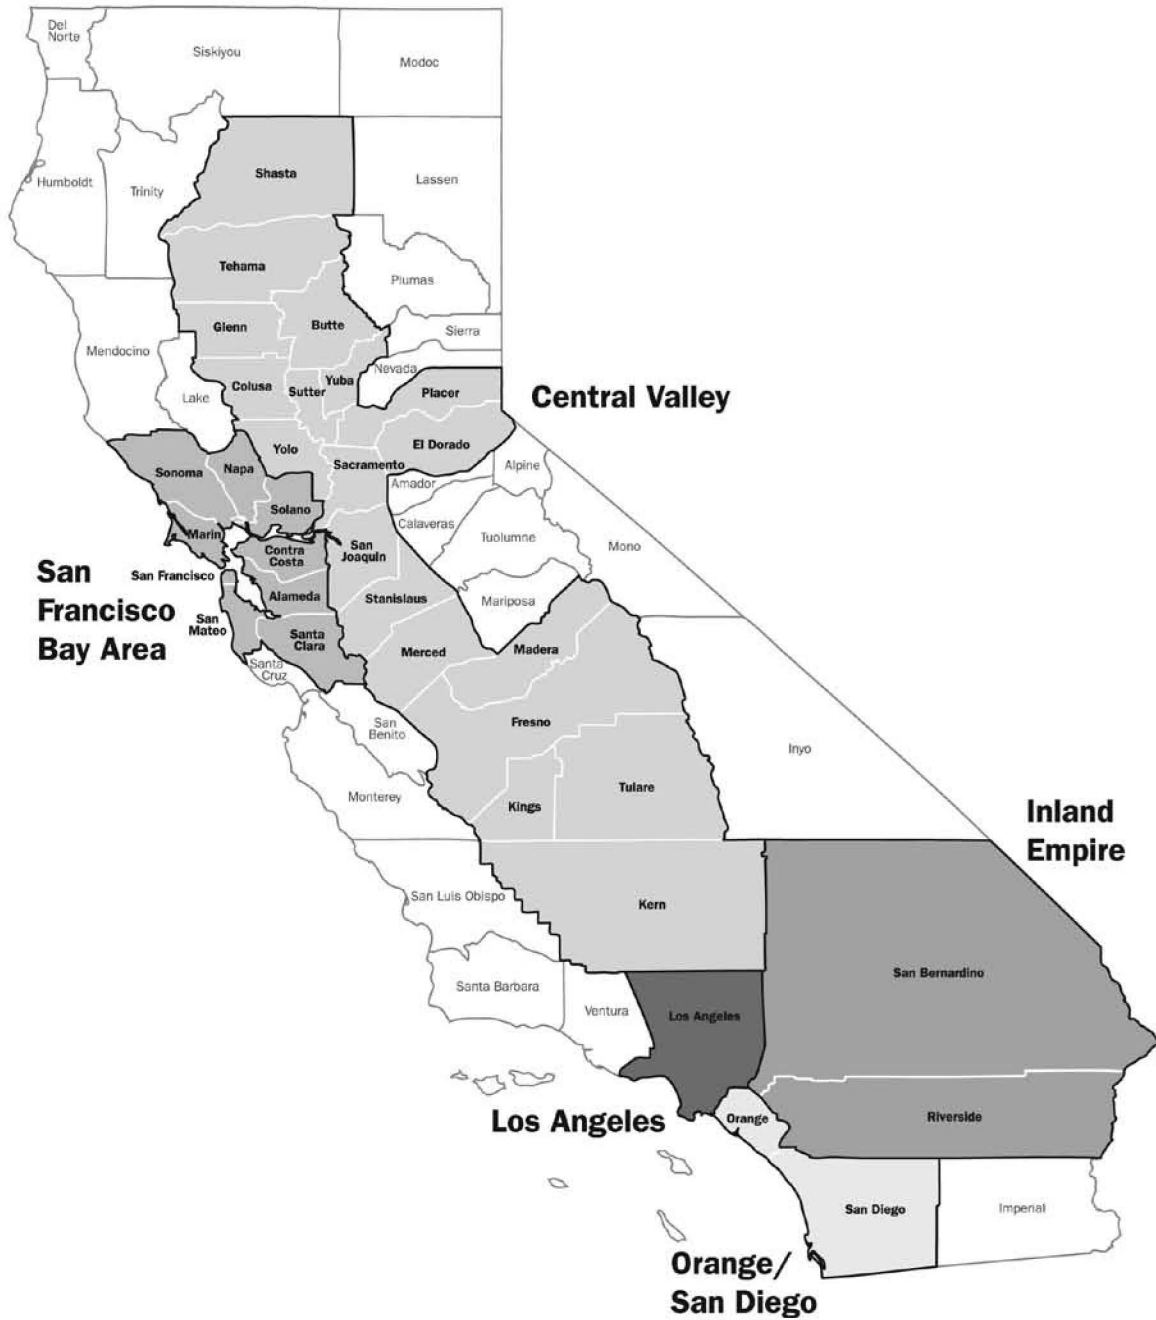 Del
Norte
Siskiyou
Modoc
Shasta
Lassen
Humboldt
Trinity
Tehama
Plumas
Glenn
Butte
Sierra
Mendocino
Nevada
Lake
Colusa
Sutter
Yuba
Placer
Central Valley
El Dorado
Yolo
Sacramento
Alpine
Sonoma
Napa
Amador
Solano
Calaveras
Tuolumne
Mono
Marin
Contra
Costa
San
Joaquin
San
Francisco
Bay Area
San Francisco
Alameda
Stanislaus
Mariposa
San
Mateo
Santa
Clara
Merced
Madera
Santa
Cruz
San
Benito
Fresno
Inyo
Monterey
Kings
Tulare
Inland
Empire
San Luis Obispo
Kern
San Bernardino
Santa Barbara
Ventura
Los Angeles
Los Angeles
Orange
Riverside
San Diego
Imperial
Orange/
San Diego